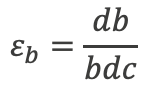 ε_b = db / bdc